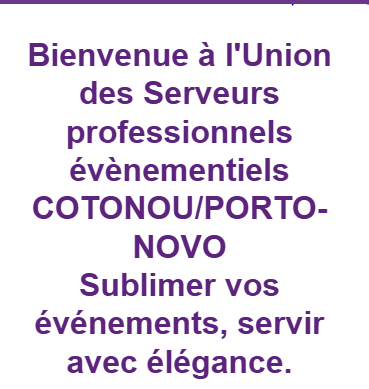 Bienvenue à l'Union
des Serveurs
professionnels
évènementiels
COTONOU/PORTO-
NOVO
Sublimer vos
événements, servir
avec élégance.